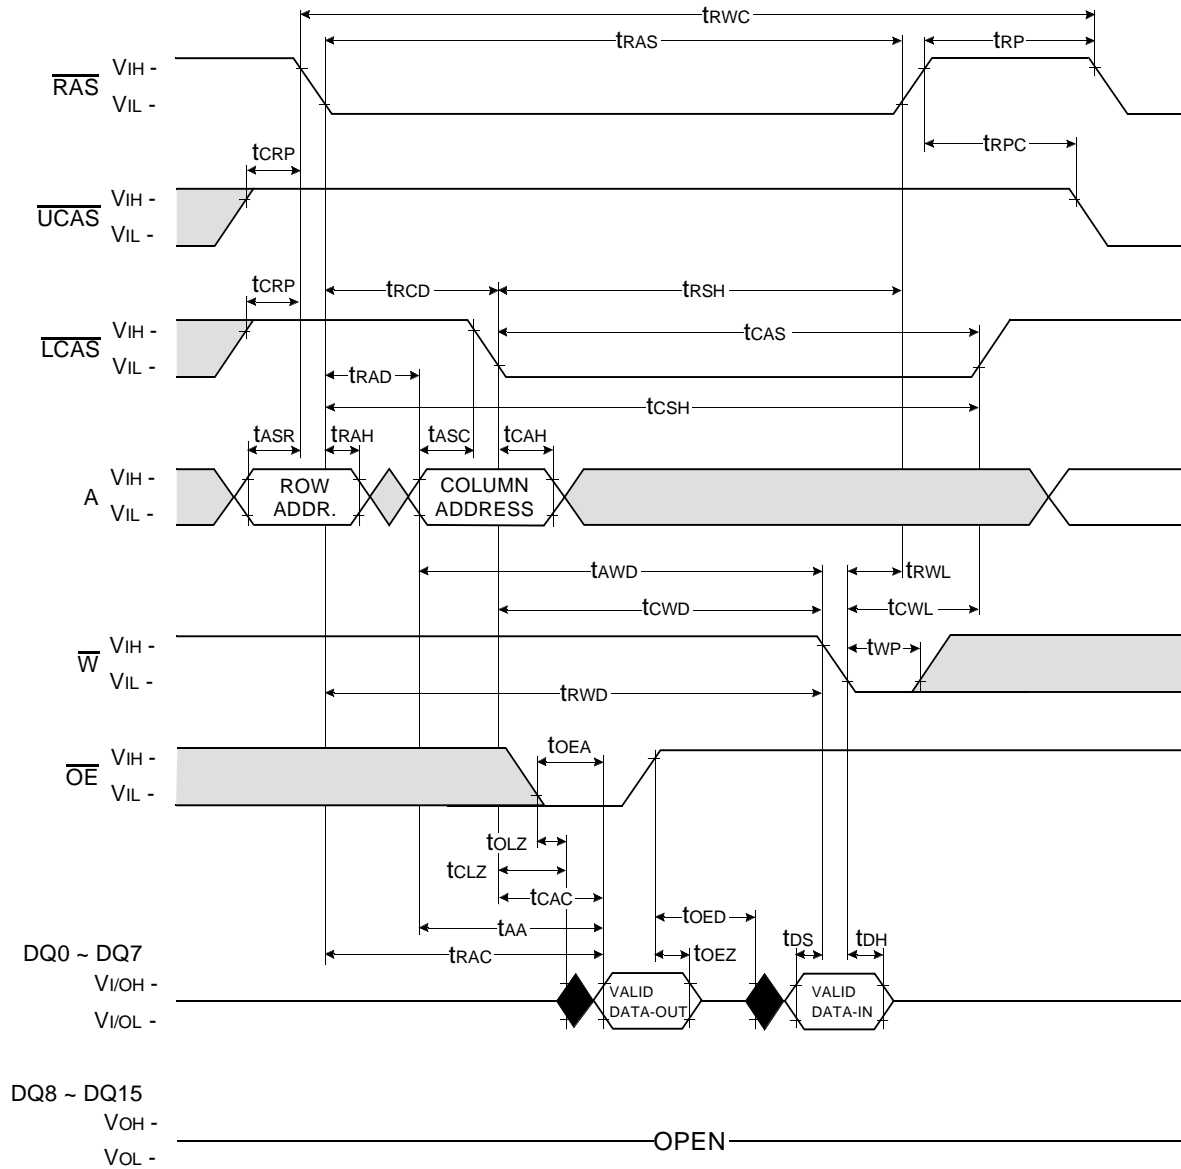 tRWC
tRAS
tRP
RAS
VIH -
VIL -
tRPC
tCRP
UCAS
VIH -
VIL -
tCRP
tRCD
tRSH
LCAS
VIH -
VIL -
tCAS
tRAD
tCSH
tASR
tRAH
tASC
tCAH
A
VIH -
VIL -
ROW
ADDR.
COLUMN
ADDRESS
tAWD
tRWL
tCWD
tCWL
W
VIH -
VIL -
tWP
tRWD
OE
VIH -
VIL -
tOEA
tOLZ
tCLZ
tCAC
tOED
tAA
tDS
tDH
DQ0 ~ DQ7
tRAC
tOEZ
VI/OH -
VI/OL -
VALID
DATA-OUT
VALID
DATA-IN
DQ8 ~ DQ15
VOH -
VOL -
OPEN